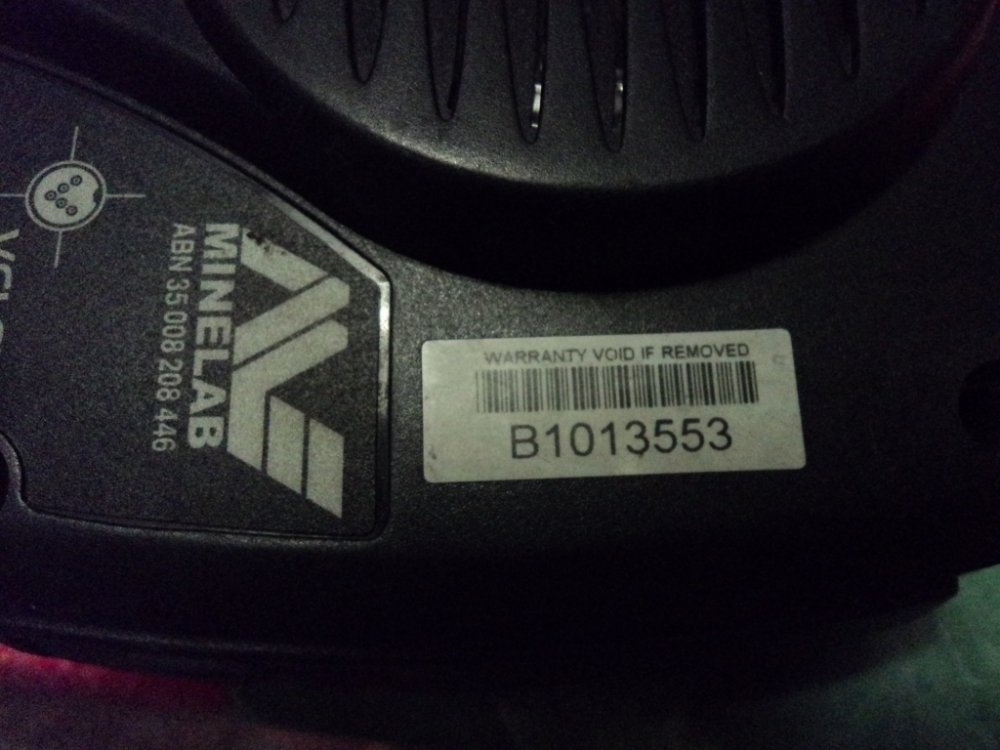 MINELAB
ABN 35 008 208 446
WARRANTY VOID IF REMOVED
B1013553